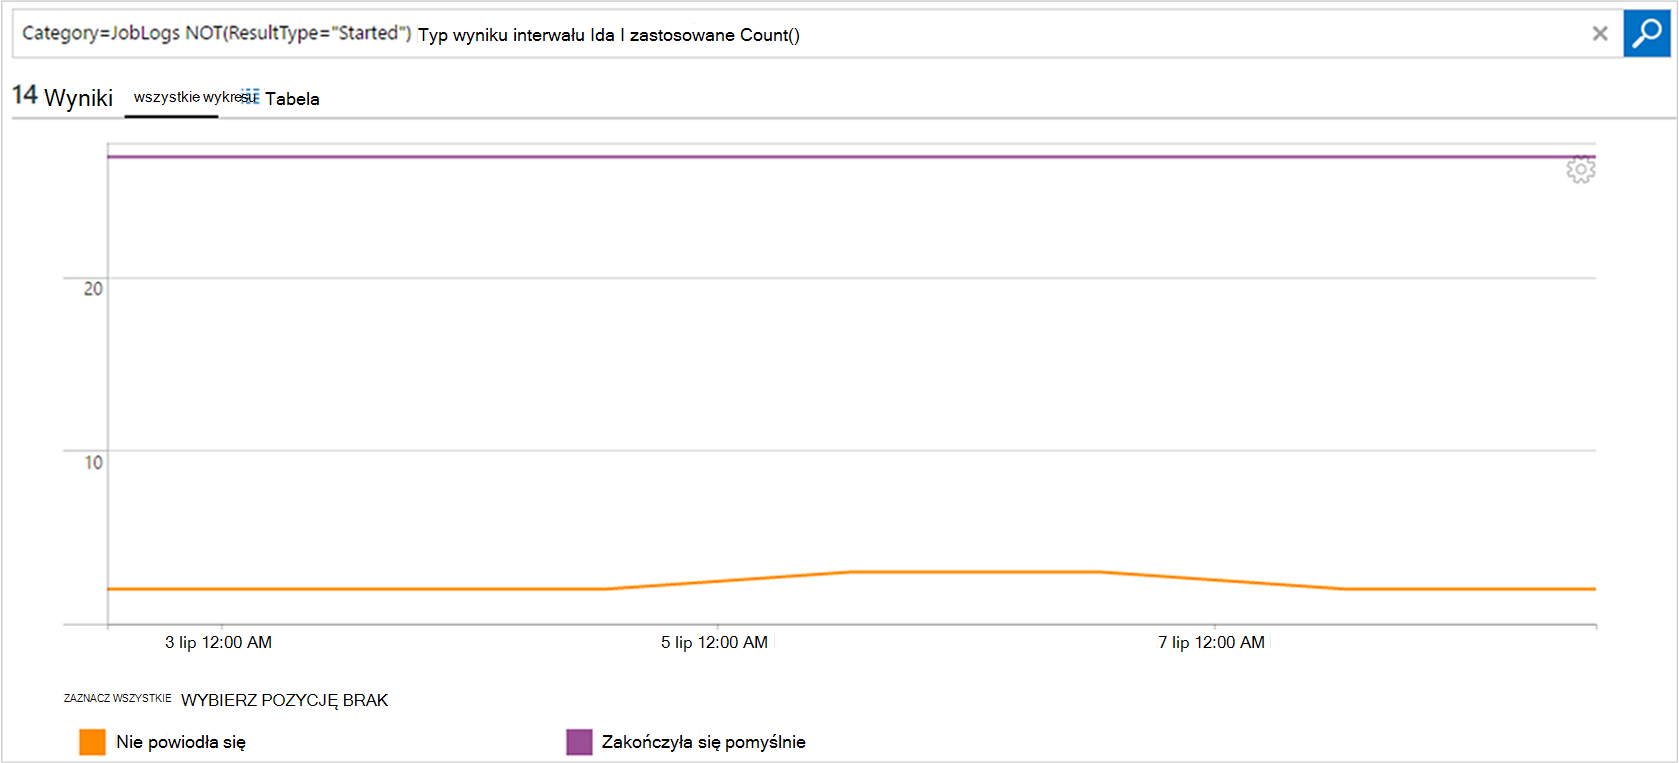 Category=JobLogs NOT(ResultType="Started") Typ wyniku interwału Ida I zastosowane Count()
14 Wyniki wszystkie wykresu Tabela
20
10
3 lip 12:00 AM 5 lip 12:00 AM 7 lip 12:00 AM
ZAZNACZ WSZYSTKIE WYBIERZ POZYCJĘ BRAK
Nie powiodła się Zakończyła się pomyślnie